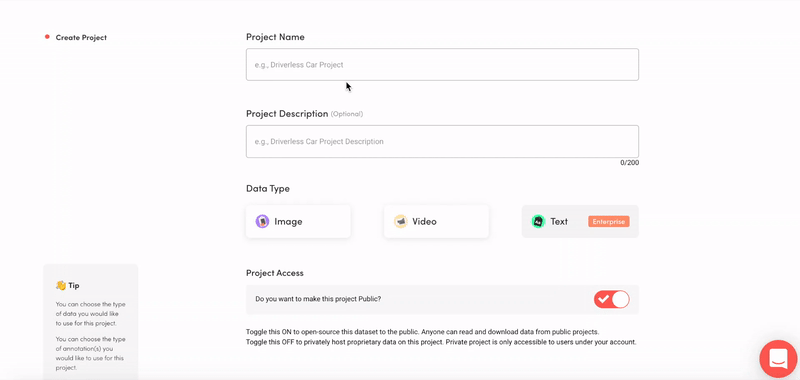 Create Project
Project Name
e.g., Driverless Car Project
Project Description (Optional)
e.g., Driverless Car Project Description
0/200
Data Type
Image
Video
Text
Enterprise
Project Access
Do you want to make this project Public?
Toggle this ON to open-source this dataset to the public. Anyone can read and download data from public projects.
Toggle this OFF to privately host proprietary data on this project. Private project is only accessible to users under your account.
Tip
You can choose the type
of data you would like
to use for this project.
You can choose the type
of annotation(s) you
would like to use for this
project.